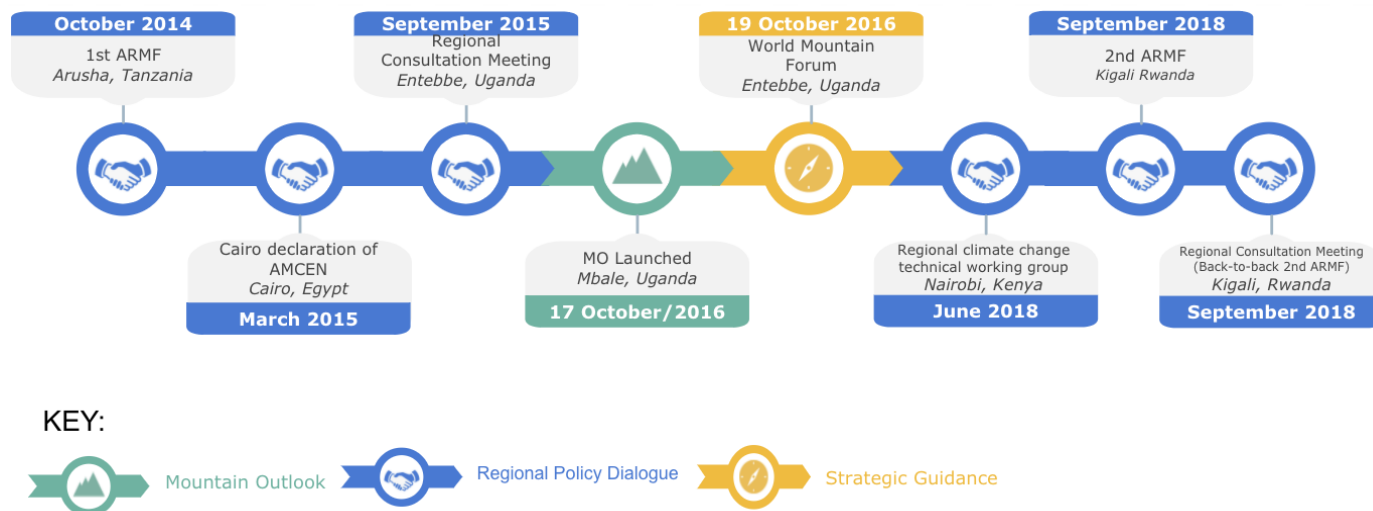 October 2014
1st ARMF
Arusha, Tanzania
September 2015
Regional
Consultation Meeting
Entebbe, Uganda
19 October 2016
World Mountain
Forum
Entebbe, Uganda
September 2018
2nd ARMF
Kigali Rwanda
Cairo declaration of
AMCEN
Cairo, Egypt
March 2015
MO Launched
Mbale, Uganda
17 October/2016
Regional climate change
technical working group
Nairobi, Kenya
June 2018
Regional Consultation Meeting
(Back-to-back 2nd ARMF)
Kigali, Rwanda
September 2018
KEY:
Mountain Outlook
Regional Policy Dialogue
Strategic Guidance